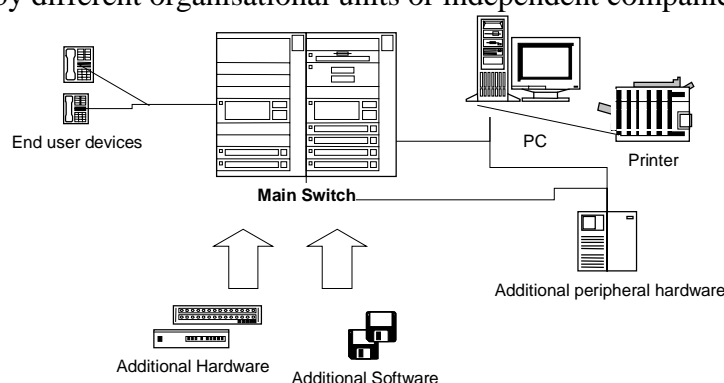 by different organisational units or independent companie
End user devices
PC
Printer
Main Switch
Additional peripheral hardware
Additional Hardware
Additional Software